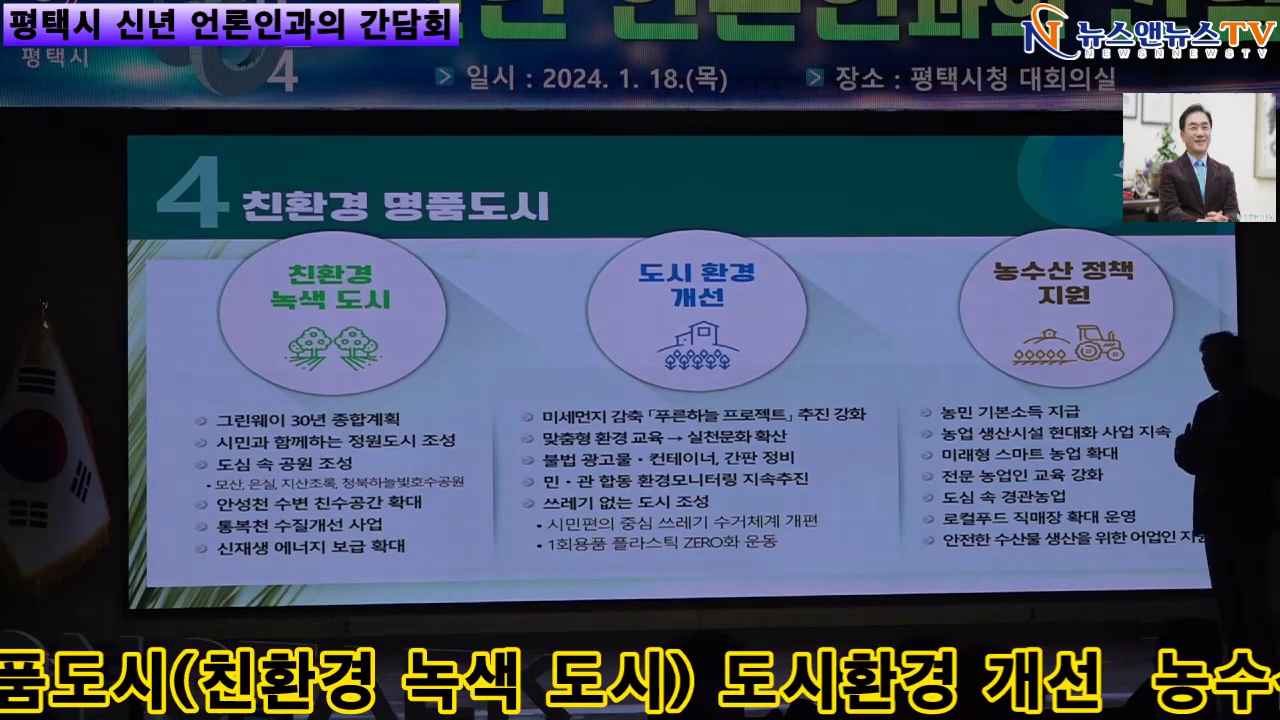 평택시 신년 언론인과의 간담회
평택시
4
일시 : 2024. 1. 18.(목)
장소 : 평택시청 대회의실
뉴스앤뉴스TV
NEWSNNEWSTV
4 친환경 명품도시
친환경
녹색 도시
그린웨이 30년 종합계획
시민과 함께하는 정원도시 조성
도심 속 공원 조성
• 모산, 은실, 지산초록, 청북하늘빛호수공원
안성천 수변 친수공간 확대
통복천 수질개선 사업
신재생 에너지 보급 확대
도시 환경
개선
미세먼지 감축 「푸른하늘 프로젝트」 추진 강화
맞춤형 환경 교육 → 실천문화 확산
불법 광고물・컨테이너, 간판 정비
민・관 합동 환경모니터링 지속추진
쓰레기 없는 도시 조성
• 시민편의 중심 쓰레기 수거체계 개편
• 1회용품 플라스틱 ZERO화 운동
농수산 정책
지원
농민 기본소득 지급
농업 생산시설 현대화 사업 지속
미래형 스마트 농업 확대
전문 농업인 교육 강화
도심 속 경관농업
로컬푸드 직매장 확대 운영
안전한 수산물 생산을 위한 어업인 지원
품도시(친환경 녹색 도시) 도시환경 개선 농수